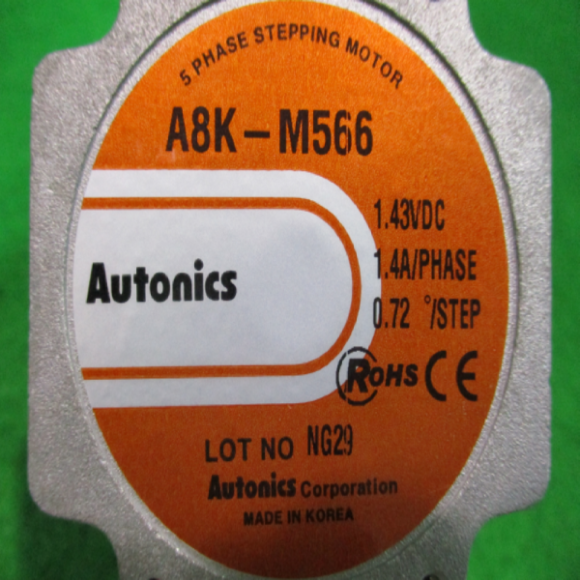 5 PHASE STEPPING MOTOR
A8K-M566
1.43VDC
1.4A/PHASE
0.72 °/STEP
Autonics
RoHS CE
LOT NO NG29
Autonics Corporation
MADE IN KOREA